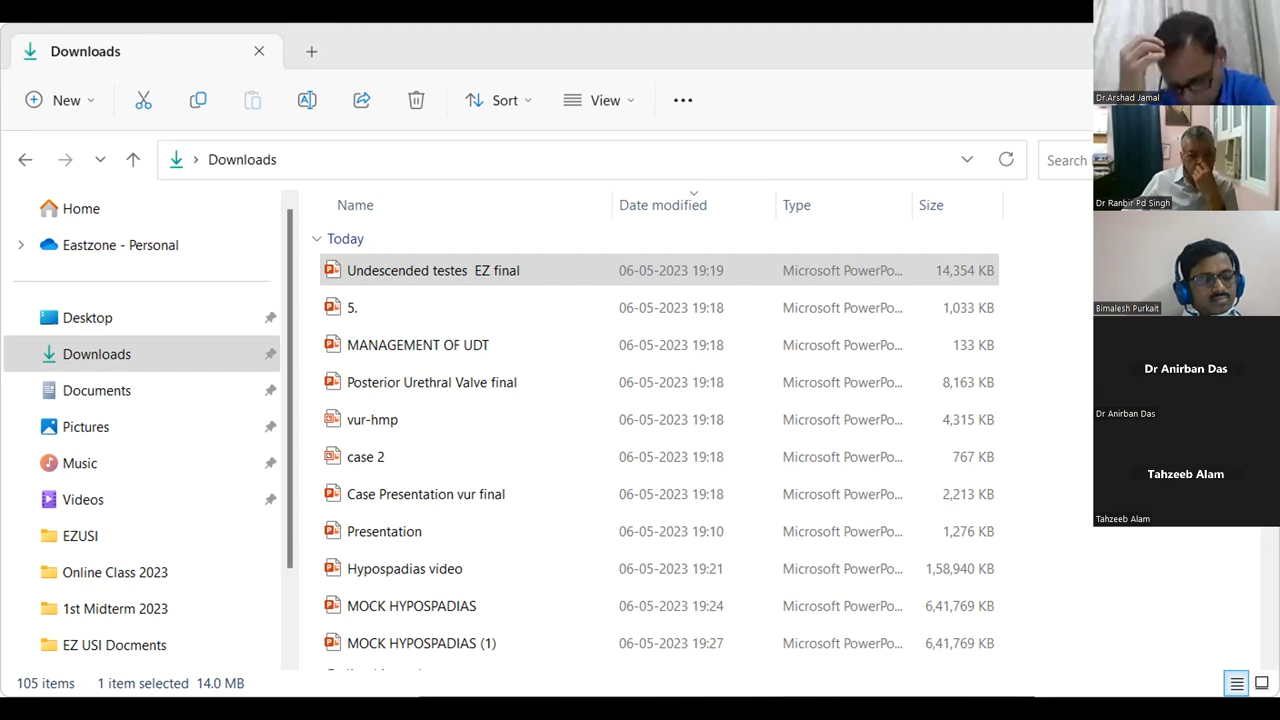 Downloads
New
Sort
View
Downloads
Search
Home
Eastzone - Personal
Desktop
Downloads
Documents
Pictures
Music
Videos
EZUSI
Online Class 2023
1st Midterm 2023
EZ USI Docments
Name Date modified Type Size
Today
Undescended testes  EZ final 06-05-2023 19:19 Microsoft PowerPo... 14,354 KB
5. 06-05-2023 19:18 Microsoft PowerPo... 1,033 KB
MANAGEMENT OF UDT 06-05-2023 19:18 Microsoft PowerPo... 133 KB
Posterior Urethral Valve final 06-05-2023 19:18 Microsoft PowerPo... 8,163 KB
vur-hmp 06-05-2023 19:18 Microsoft PowerPo... 4,315 KB
case 2 06-05-2023 19:18 Microsoft PowerPo... 767 KB
Case Presentation vur final 06-05-2023 19:18 Microsoft PowerPo... 2,213 KB
Presentation 06-05-2023 19:10 Microsoft PowerPo... 1,276 KB
Hypospadias video 06-05-2023 19:21 Microsoft PowerPo... 1,58,940 KB
MOCK HYPOSPADIAS 06-05-2023 19:24 Microsoft PowerPo... 6,41,769 KB
MOCK HYPOSPADIAS (1) 06-05-2023 19:27 Microsoft PowerPo... 6,41,769 KB
105 items 1 item selected 14.0 MB
Dr.Arshad Jamal
Dr Ranbir Pd Singh
Bimalesh Purkait
Dr Anirban Das
Dr Anirban Das
Tahzeeb Alam
Tahzeeb Alam